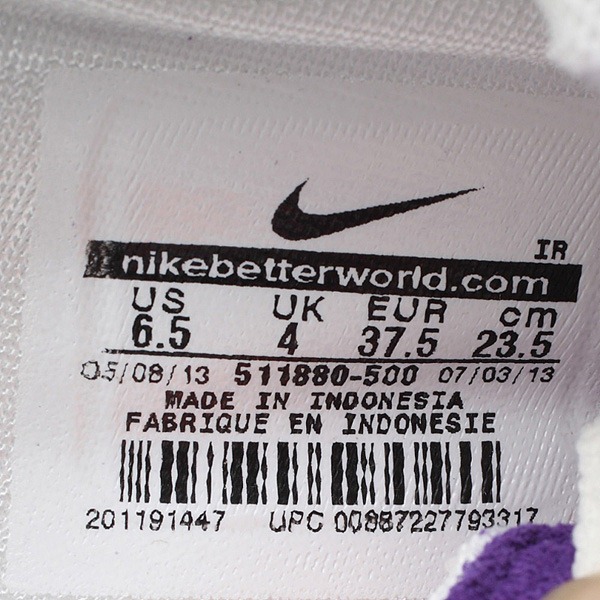 IR
nikebetterworld.com
US UK EUR cm
6.5 4 37.5 23.5
05/08/13 511880-500 07/03/13
MADE IN INDONESIA
FABRIQUE EN INDONESIE
201191447 UPC 00887227793317